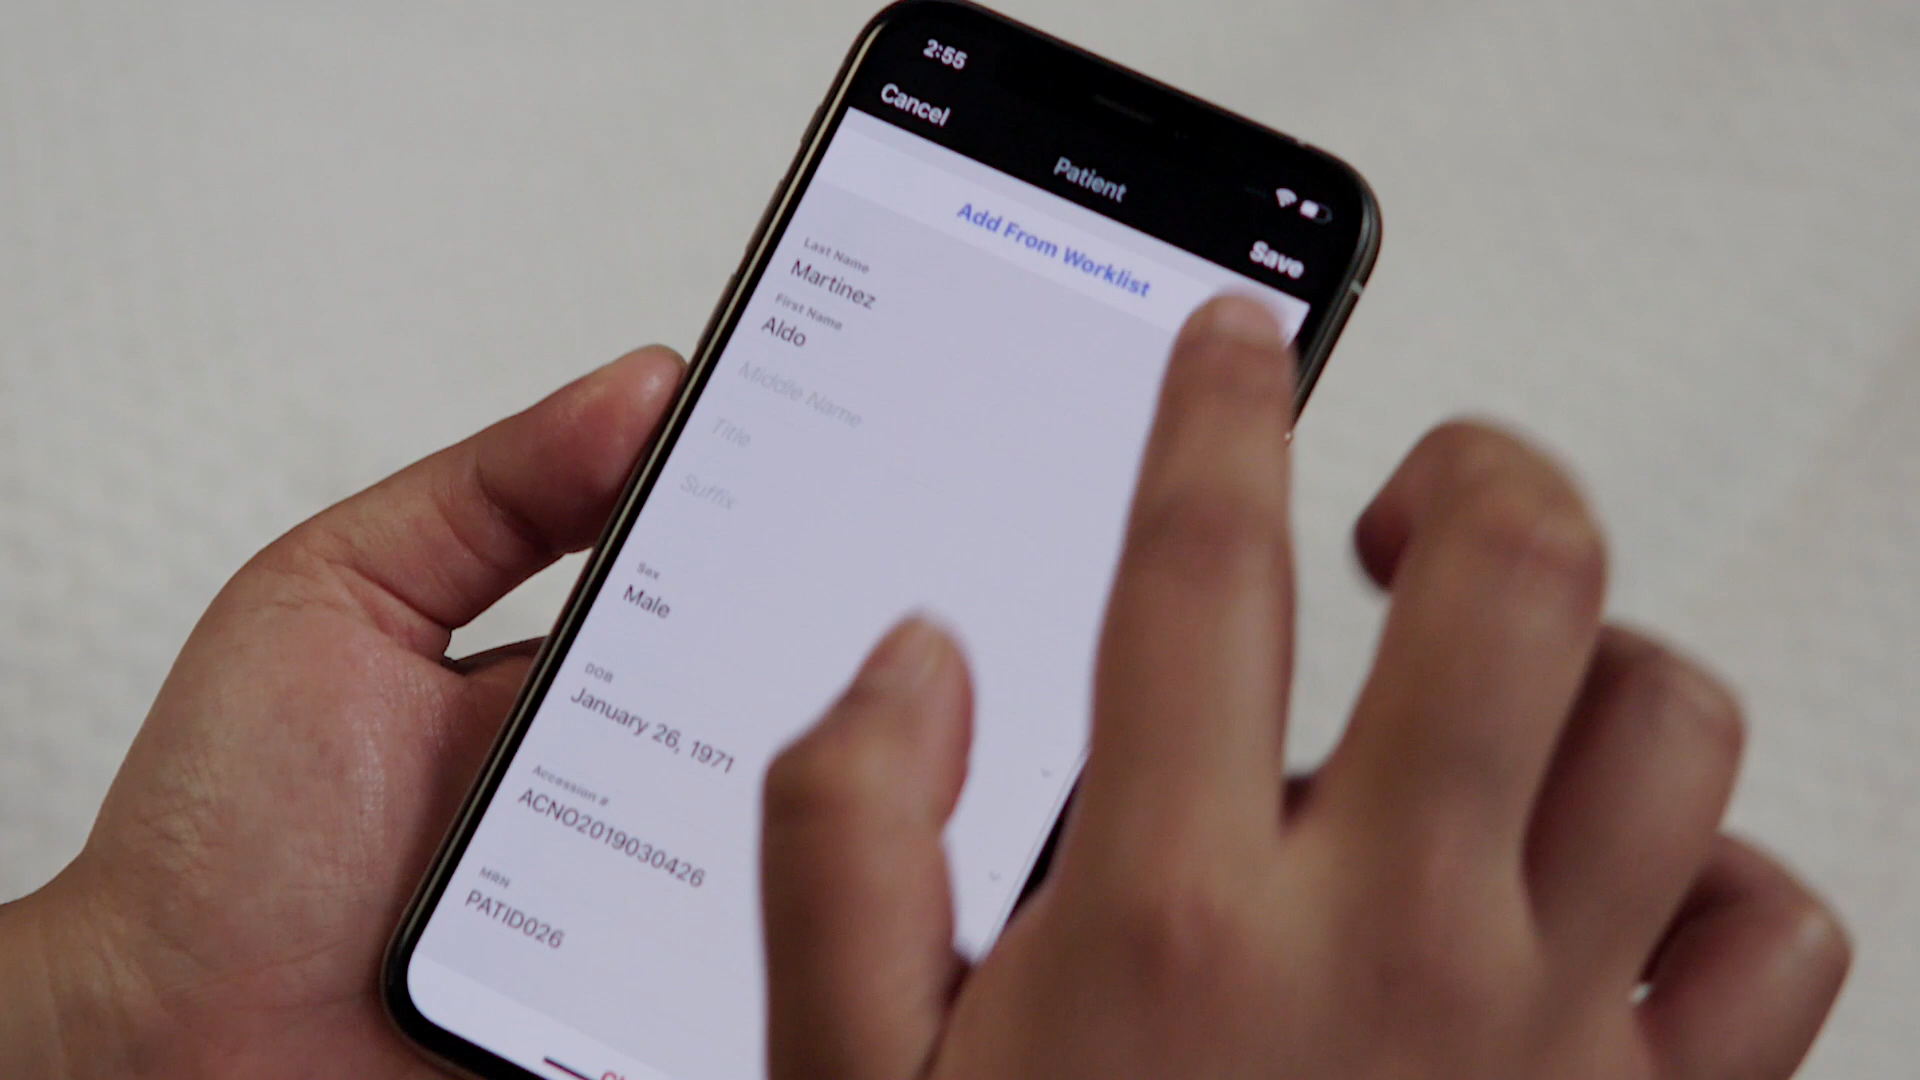 2:55
Cancel
Patient
Save
Add From Worklist
Last Name
Martinez
First Name
Aldo
Middle Name
Title
Suffix
Sex
Male
DOB
January 26, 1971
Accession #
ACNO2019030426
MRN
PATID026